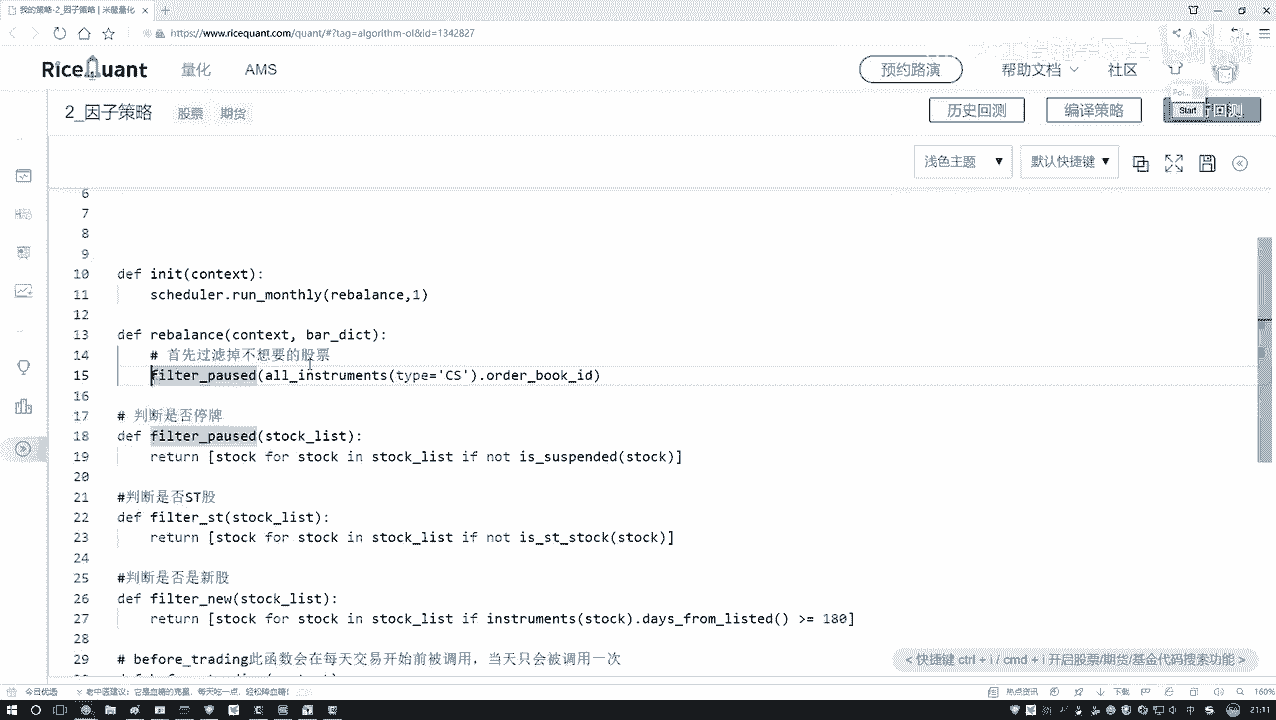 我的策略-2_因子策略 | 米筐量化
https://www.ricequant.com/quant/#?tag=algorithm-ol&id=1342827
RiceQuant 量化 AMS 预约路演 帮助文档 社区
2_因子策略 股票 期货 历史回测 编译策略 回测
Start
浅色主题 默认快捷键
6
7
8
9
10 def init(context):
11 scheduler.run_monthly(rebalance,1)
12
13 def rebalance(context, bar_dict):
14 # 首先过滤掉不想要的股票
15 filter_paused(all_instruments(type='CS').order_book_id)
16
17 # 判断是否停牌
18 def filter_paused(stock_list):
19 return [stock for stock in stock_list if not is_suspended(stock)]
20
21 #判断是否ST股
22 def filter_st(stock_list):
23 return [stock for stock in stock_list if not is_st_stock(stock)]
24
25 #判断是否是新股
26 def filter_new(stock_list):
27 return [stock for stock in stock_list if instruments(stock).days_from_listed() >= 180]
28
29 # before_trading此函数会在每天交易开始前被调用，当天只会被调用一次
< 快捷键 ctrl + i / cmd + i 开启股票/期货/基金代码搜索功能 >
今日优选 热点资讯 下载 160%
中 21:11